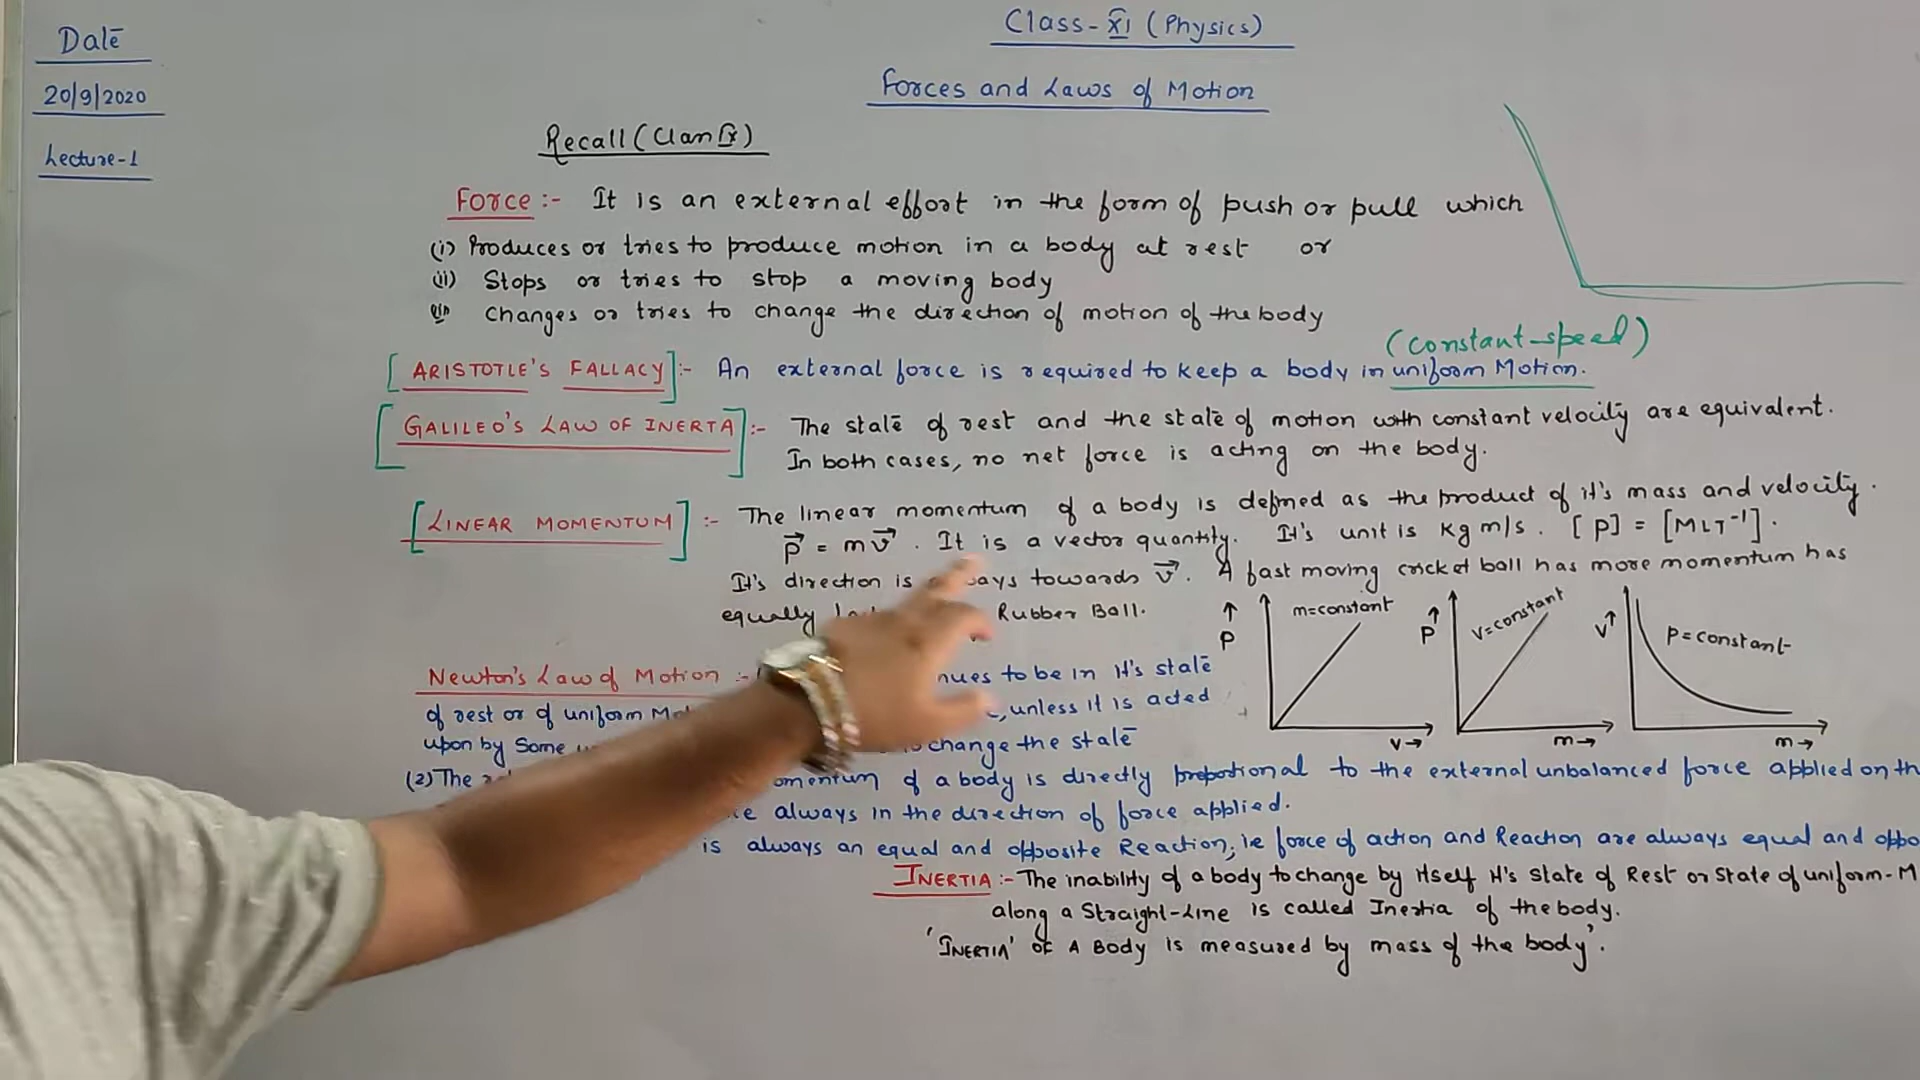 Date
20/9/2020
Lecture-1
Class-XI (Physics)
Forces and Laws of Motion
Recall (Class IX)
Force :- It is an external effort in the form of push or pull which
(i) Produces or tries to produce motion in a body at rest or
(ii) Stops or tries to stop a moving body
(iii) Changes or tries to change the direction of motion of the body
(constant-speed)
[ARISTOTLE'S FALLACY] :- An external force is required to keep a body in uniform Motion.
[GALILEO'S LAW OF INERTA] :- The state of rest and the state of motion with constant velocity are equivalent.
In both cases, no net force is acting on the body.
[LINEAR MOMENTUM] :- The linear momentum of a body is defined as the product of it's mass and velocity.
p⃗ = mv⃗ . It is a vector quantity. It's unit is kg m/s. [P] = [MLT⁻¹].
It's direction is ways towards v⃗. A fast moving cricket ball has more momentum has
equally Rubber Ball.
P ↑ m=constant v→
P ↑ V=constant m→
V ↑ P=constant m→
Newton's Law of Motion :- nues to be in it's state
of rest or of uniform unless it is acted
upon by Some change the state
(2) The omentum of a body is directly proportional to the external unbalanced force applied on th
always in the direction of force applied.
is always an equal and opposite Reaction, ie force of action and Reaction are always equal and oppo
INERTIA :- The inability of a body to change by itself it's State of Rest or State of uniform-M
along a Straight-Line is called Inertia of the body.
'INERTIA' OF A BODY is measured by mass of the body'.